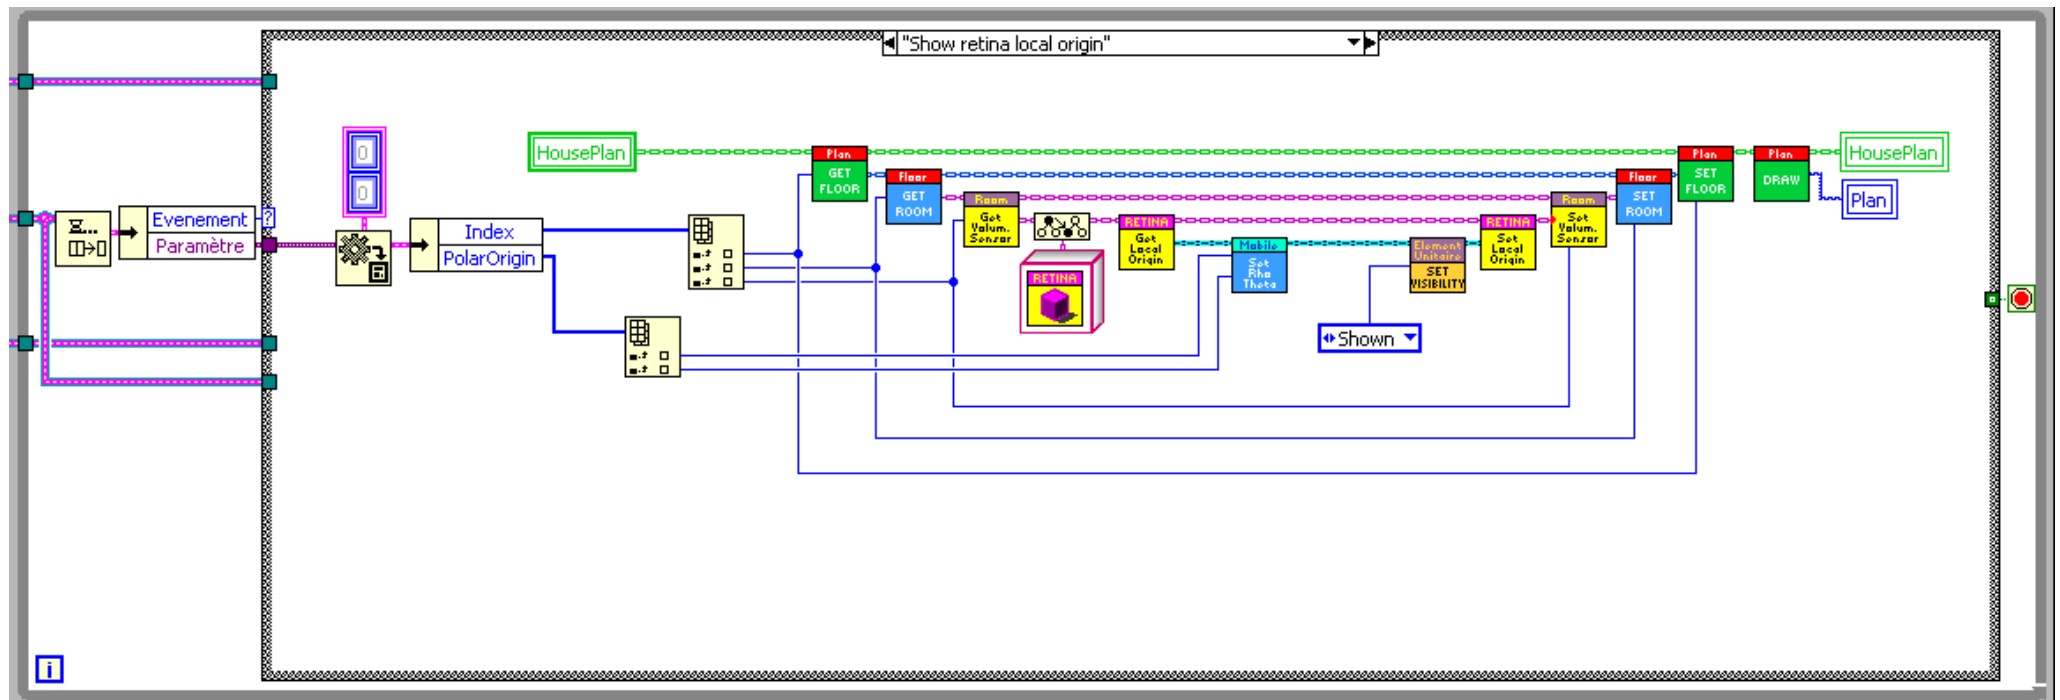 "Show retina local origin"
0
0
HousePlan
Plan
GET
FLOOR
Floor
GET
ROOM
Room
Get
Volum.
Sensor
RETINA
Get
Local
Origin
RETINA
Mobile
Set
Rho
Theta
Element
Unitaire
SET
VISIBILITY
Shown
RETINA
Set
Local
Origin
Room
Set
Volum.
Sensor
Floor
SET
ROOM
Plan
SET
FLOOR
Plan
DRAW
HousePlan
Plan
Evenement
Paramètre
?
Index
PolarOrigin
i